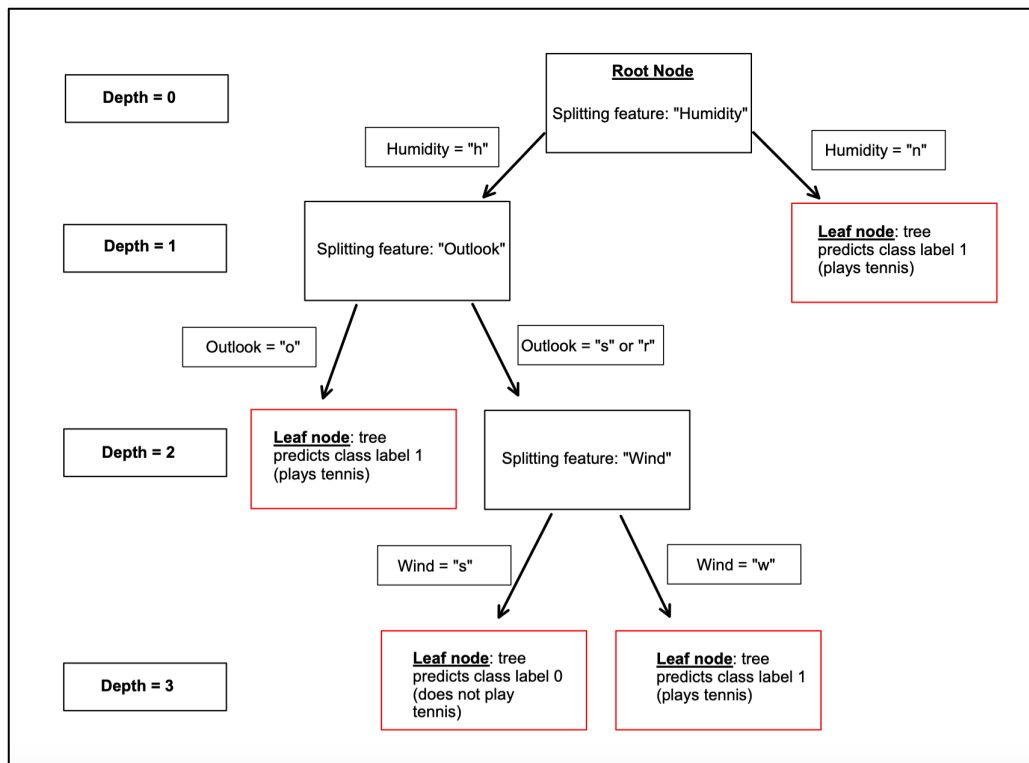 Root Node
Depth = 0
Splitting feature: "Humidity"
Humidity = "h"
Humidity = "n"
Depth = 1
Splitting feature: "Outlook"
Leaf node: tree
predicts class label 1
(plays tennis)
Outlook = "o"
Outlook = "s" or "r"
Depth = 2
Leaf node: tree
predicts class label 1
(plays tennis)
Splitting feature: "Wind"
Wind = "s"
Wind = "w"
Depth = 3
Leaf node: tree
predicts class label 0
(does not play
tennis)
Leaf node: tree
predicts class label 1
(plays tennis)